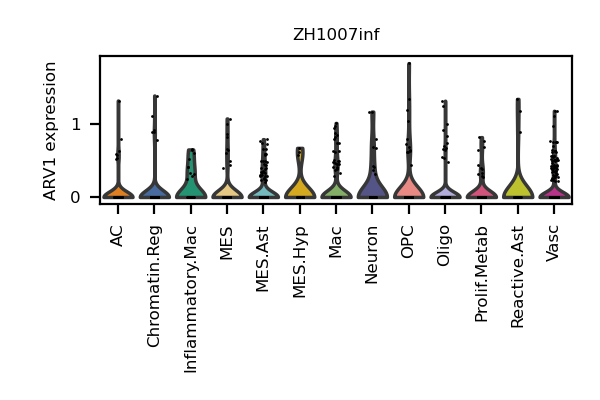 ZH1007inf
ARV1 expression
1
0
AC
Chromatin.Reg
Inflammatory.Mac
MES
MES.Ast
MES.Hyp
Mac
Neuron
OPC
Oligo
Prolif.Metab
Reactive.Ast
Vasc